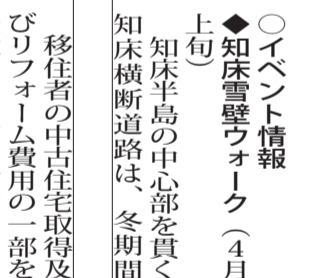 ○イベント情報
◆知床雪壁ウォーク（4月
上旬）
知床半島の中心部を貫く
知床横断道路は、冬期間
移住者の中古住宅取得及
びリフォーム費用の一部を